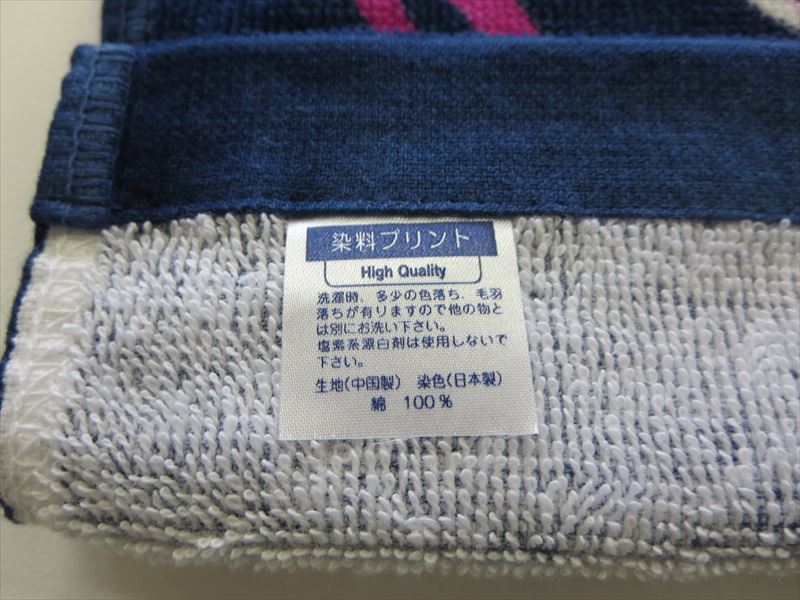 染料プリント
High Quality
洗濯時、多少の色落ち、毛羽
落ちが有りますので他の物と
は別にお洗い下さい。
塩素系漂白剤は使用しないで
下さい。
生地(中国製) 染色(日本製)
綿 100%